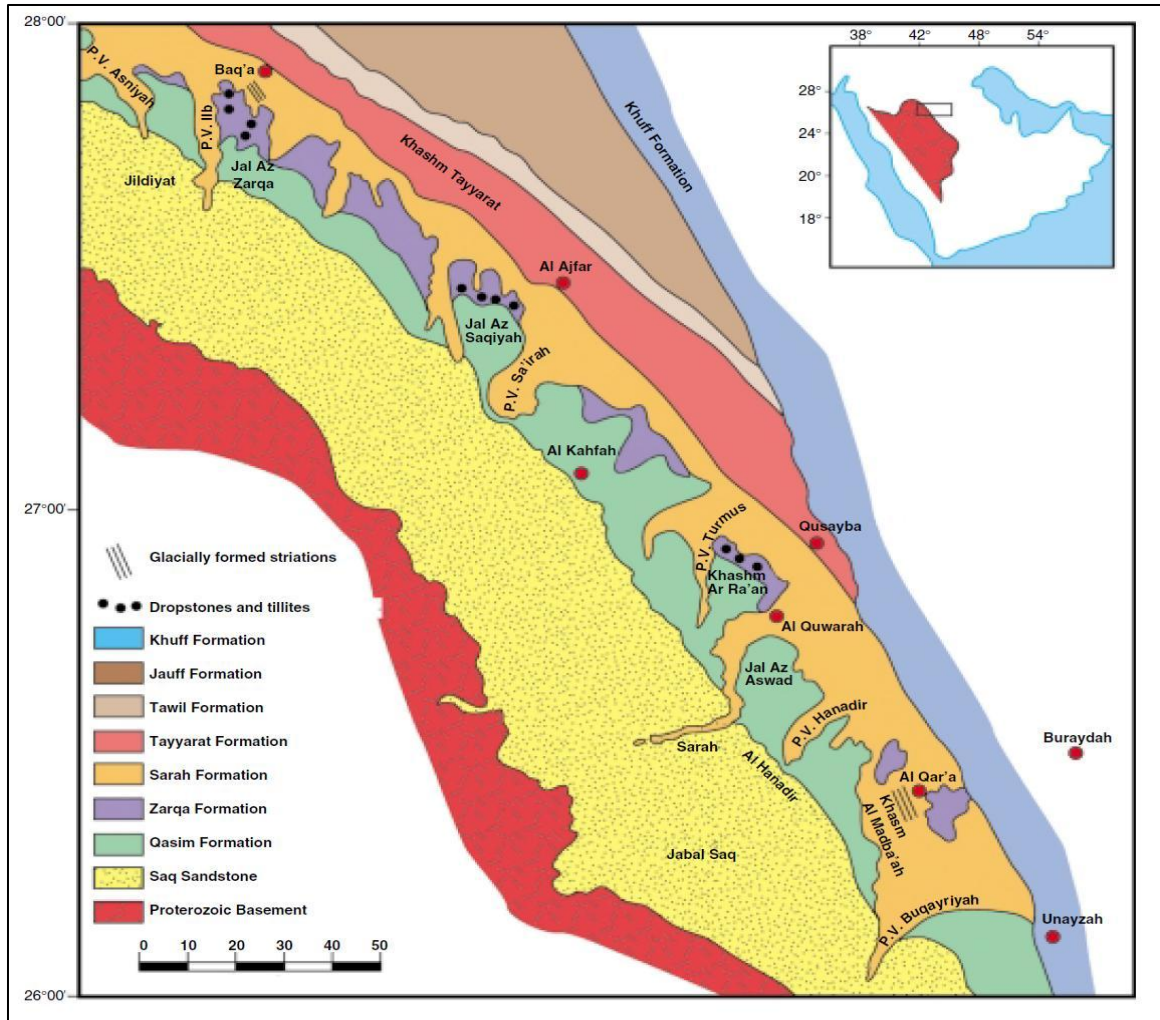 28°00'
27°00'
26°00'
P.V. Asniyah
Baq'a
P.V. IIb
Jildiyat
Jal Az
Zarqa
Khashm Tayyarat
Khuff Formation
Al Ajfar
Jal Az
Saqiyah
P.V. Sa'irah
Al Kahfah
P.V. Turmus
Qusayba
Khashm
Ar Ra'an
Al Quwarah
Jal Az
Aswad
P.V. Hanadir
Sarah
Al Hanadir
Buraydah
Al Qar'a
Khasm
Al Madba'ah
Jabal Saq
P.V. Buqayriyah
Unayzah
38° 42° 48° 54°
28°
24°
20°
18°
Glacially formed striations
Dropstones and tillites
Khuff Formation
Jauff Formation
Tawil Formation
Tayyarat Formation
Sarah Formation
Zarqa Formation
Qasim Formation
Saq Sandstone
Proterozoic Basement
0 10 20 30 40 50